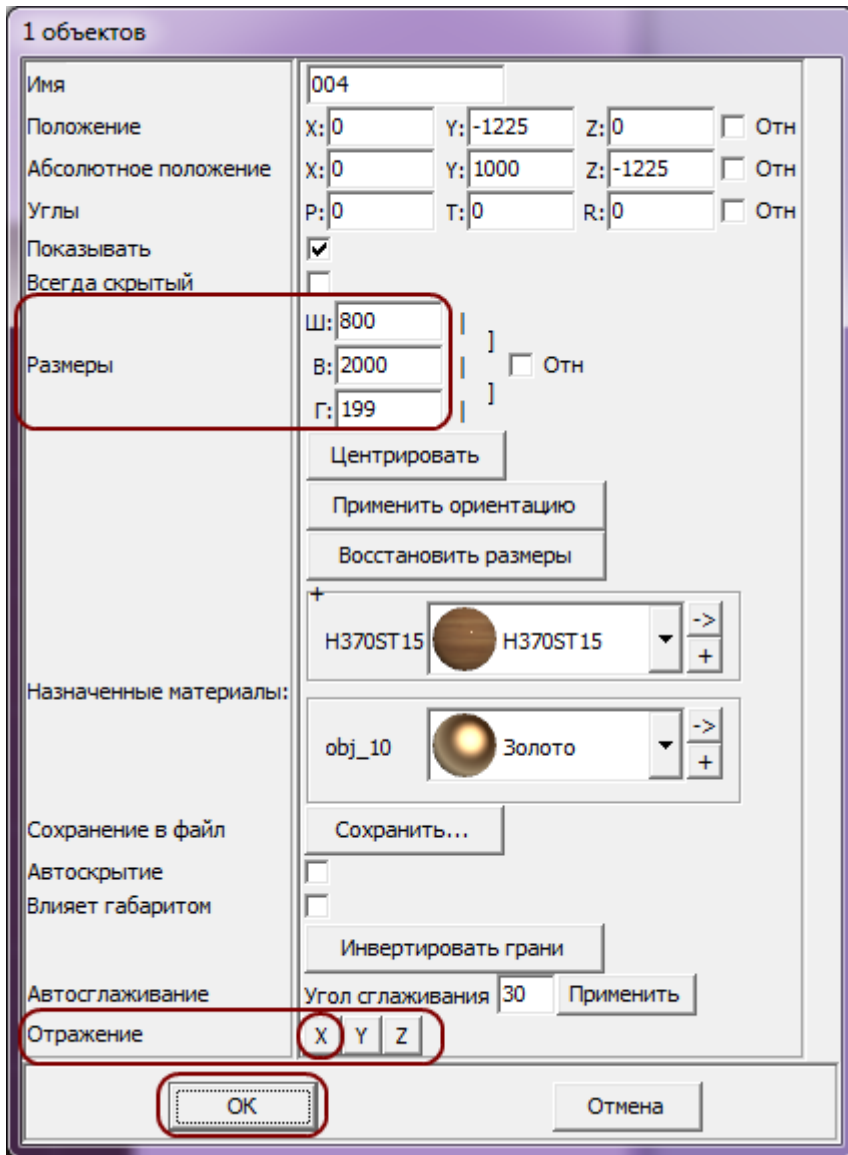 1 объектов
Имя 004
Положение X: 0 Y: -1225 Z: 0 Отн
Абсолютное положение X: 0 Y: 1000 Z: -1225 Отн
Углы P: 0 T: 0 R: 0 Отн
Показывать
Всегда скрытый
Ш: 800 |
]
Размеры В: 2000 | Отн
]
Г: 199 |
Центрировать
Применить ориентацию
Восстановить размеры
+
H370ST15 H370ST15 ->
+
Назначенные материалы:
obj_10 Золото ->
+
Сохранение в файл Сохранить...
Автоскрытие
Влияет габаритом
Инвертировать грани
Автосглаживание Угол сглаживания 30 Применить
Отражение X Y Z
OK Отмена